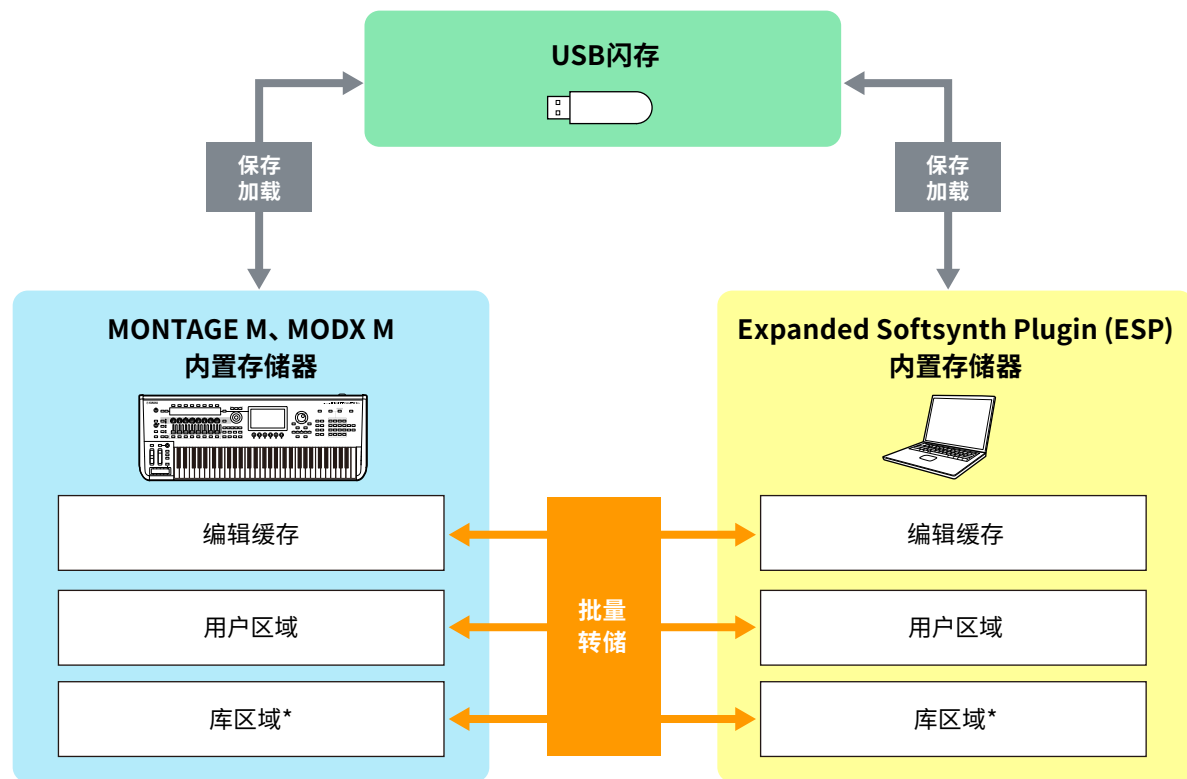 USB闪存
保存
加载
保存
加载
MONTAGE M、MODX M
内置存储器
Expanded Softsynth Plugin (ESP)
内置存储器
编辑缓存
编辑缓存
批量
转储
用户区域
用户区域
库区域*
库区域*